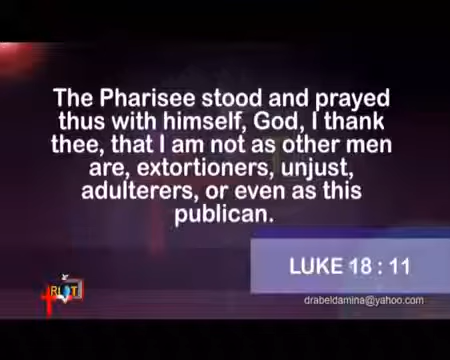 The Pharisee stood and prayed
thus with himself, God, I thank
thee, that I am not as other men
are, extortioners, unjust,
adulterers, or even as this
publican.
LUKE 18 : 11
RIOT
drabeldamina@yahoo.com